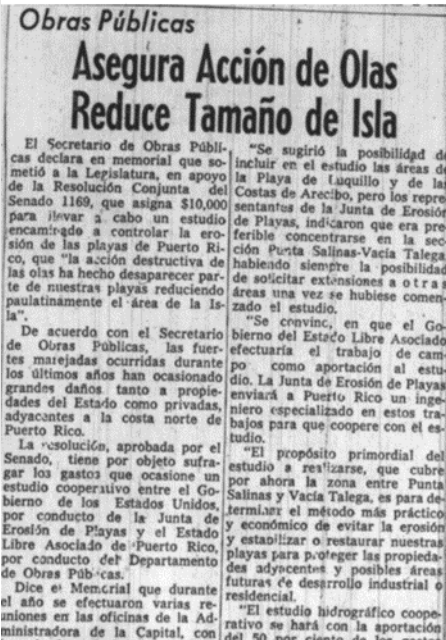 Obras Públicas
Asegura Acción de Olas
Reduce Tamaño de Isla
El Secretario de Obras Públi-
cas declara en memorial que so-
metió a la Legislatura, en apoyo
de la Resolución Conjunta del
Senado 1169, que asigna $10,000
para llevar a cabo un estudio
encaminado a controlar la ero-
sión de las playas de Puerto Ri-
co, que "la acción destructiva de
las olas ha hecho desaparecer par-
te de nuestras playas reduciendo
paulatinamente el área de la Is-
la".
De acuerdo con el Secretario
de Obras Públicas, las fuer-
tes marejadas ocurridas durante
los últimos años han ocasionado
grandes daños tanto a propie-
dades del Estado como privadas,
adyacentes a la costa norte de
Puerto Rico.
La resolución, aprobada por el
Senado, tiene por objeto sufra-
gar los gastos que ocasione un
estudio cooperativo entre el Go-
bierno de los Estados Unidos,
por conducto de la Junta de
Erosión de Playas y el Estado
Libre Asociado de Puerto Rico,
por conducto del Departamento
de Obras Públicas.
Dice el Memorial que durante
el año se efectuaron varias re-
uniones en las oficinas de la Ad-
ministradora de la Capital, con
"Se sugirió la posibilidad de
incluir en el estudio las áreas de
la Playa de Luquillo y de la
Costas de Arecibo, pero los repre
sentantes de la Junta de Erosión
de Playas, indicaron que era pre-
ferible concentrarse en la sec
ción Punta Salinas-Vacía Talega
habiendo siempre la posibilidad
de solicitar extensiones a otras
áreas una vez se hubiese comen
zado el estudio.
"Se convino, en que el Go
bierno del Estado Libre Asociado
efectuaría el trabajo de cam
po como aportación al estu
dio. La Junta de Erosión de Playa
enviará a Puerto Rico un inge
niero especializado en estos tra
bajos para que coopere con el es
tudio.
"El propósito primordial del
estudio a realizarse, que cubre
por ahora la zona entre Punta
Salinas y Vacía Talega, es para de
terminar el método más práctico
y económico de evitar la erosión
y estabilizar o restaurar nuestras
playas para proteger las propieda
des adyacentes y posibles áreas
futuras de desarrollo industrial o
residencial.
"El estudio hidrográfico coope
rativo se hará con la aportación
del 50 por ciento de los